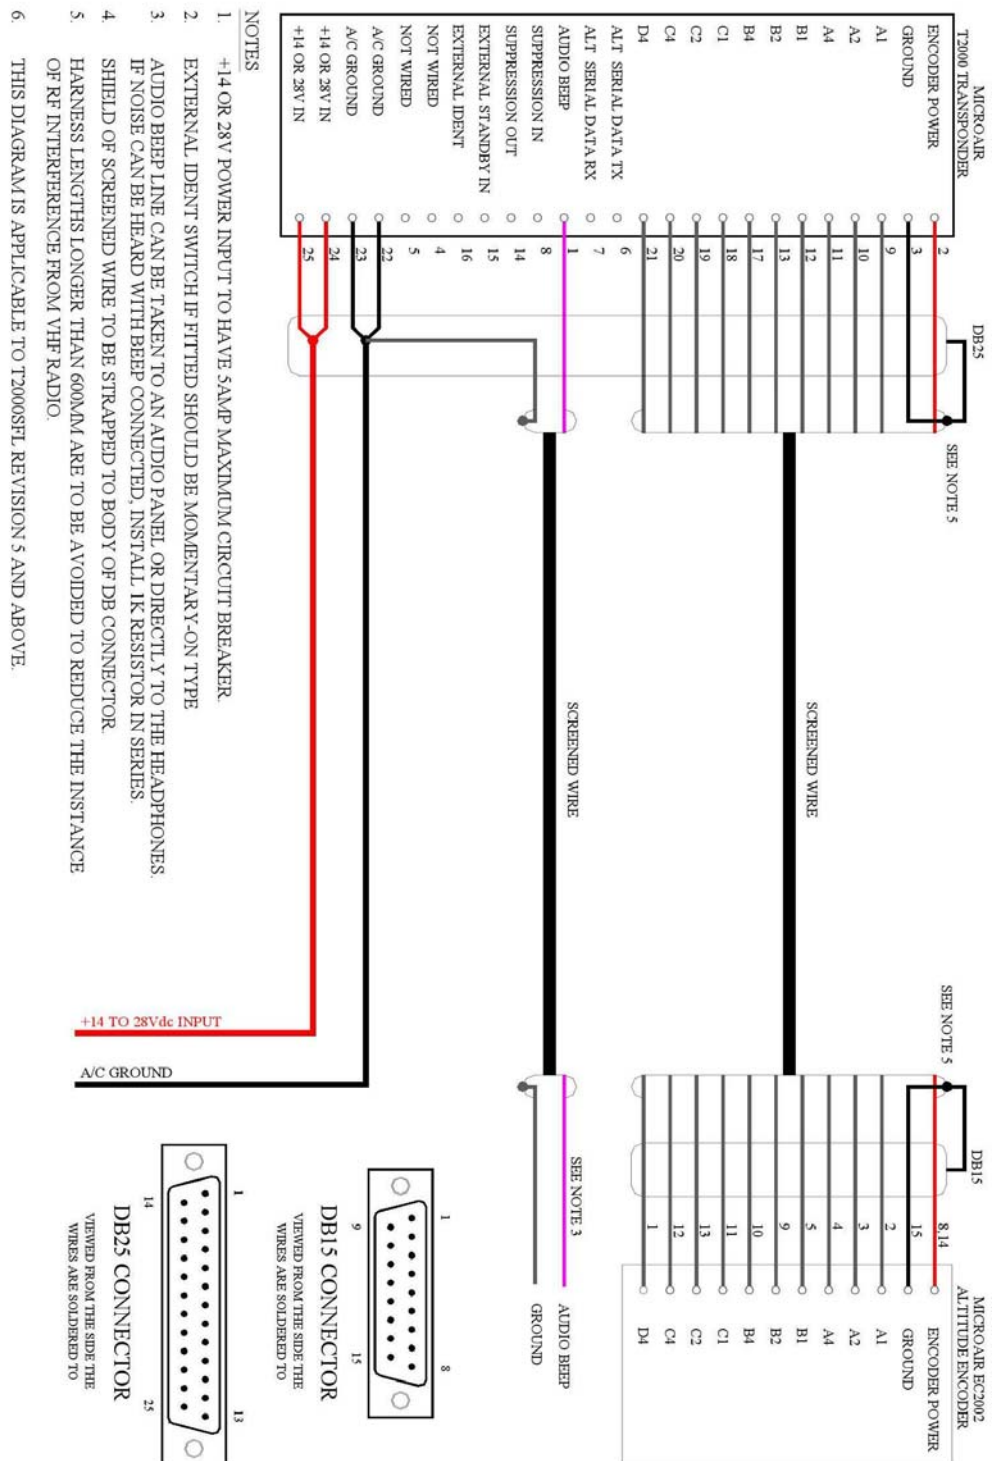 MICROAIR
T2000 TRANSPONDER
ENCODER POWER
GROUND
A1
A2
A4
B1
B2
B4
C1
C2
C4
D4
ALT SERIAL DATA TX
ALT SERIAL DATA RX
AUDIO BEEP
SUPPRESSION IN
SUPPRESSION OUT
EXTERNAL STANDBY IN
EXTERNAL IDENT
NOT WIRED
NOT WIRED
A/C GROUND
A/C GROUND
+14 OR 28V IN
+14 OR 28V IN
2
3
9
10
11
12
13
17
18
19
20
21
6
7
1
8
14
15
16
4
5
22
23
24
25
DB25
SEE NOTE 5
SCREENED WIRE
SCREENED WIRE
SEE NOTE 5
DB15
SEE NOTE 3
8,14
15
2
3
4
5
9
10
11
13
12
1
MICROAIR EC2002
ALTITUDE ENCODER
ENCODER POWER
GROUND
A1
A2
A4
B1
B2
B4
C1
C2
C4
D4
AUDIO BEEP
GROUND
+14 TO 28Vdc INPUT
A/C GROUND
1
8
9
15
DB15 CONNECTOR
VIEWED FROM THE SIDE THE
WIRES ARE SOLDERED TO
1
13
14
25
DB25 CONNECTOR
VIEWED FROM THE SIDE THE
WIRES ARE SOLDERED TO
NOTES
1. +14 OR 28V POWER INPUT TO HAVE 5AMP MAXIMUM CIRCUIT BREAKER.
2. EXTERNAL IDENT SWITCH IF FITTED SHOULD BE MOMENTARY-ON TYPE
3 AUDIO BEEP LINE CAN BE TAKEN TO AN AUDIO PANEL OR DIRECTLY TO THE HEADPHONES.
IF NOISE CAN BE HEARD WITH BEEP CONNECTED, INSTALL 1K RESISTOR IN SERIES.
4. SHIELD OF SCREENED WIRE TO BE STRAPPED TO BODY OF DB CONNECTOR.
5. HARNESS LENGTHS LONGER THAN 600MM ARE TO BE AVOIDED TO REDUCE THE INSTANCE
OF RF INTERFERENCE FROM VHF RADIO.
6 THIS DIAGRAM IS APPLICABLE TO T2000SFL REVISION 5 AND ABOVE.